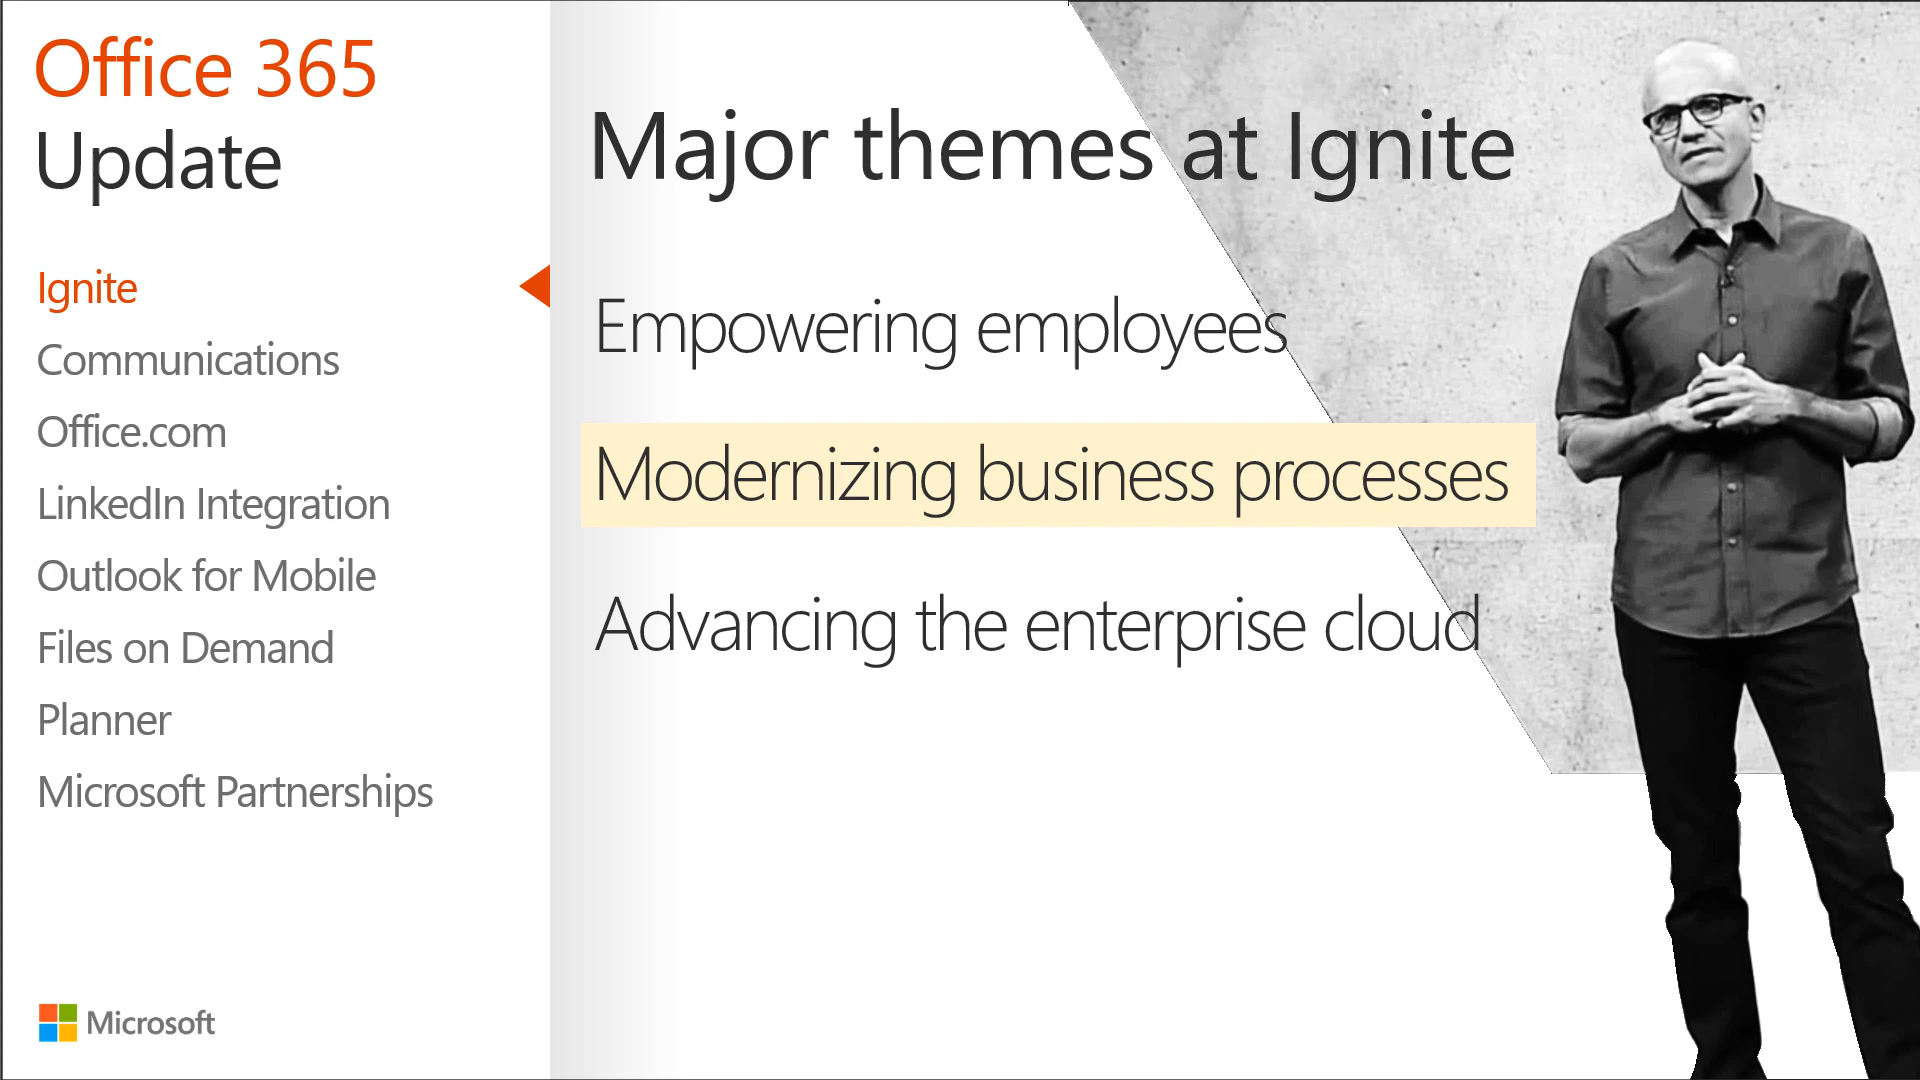 Office 365
Update
Ignite
Communications
Office.com
LinkedIn Integration
Outlook for Mobile
Files on Demand
Planner
Microsoft Partnerships
Microsoft
Major themes at Ignite
Empowering employees
Modernizing business processes
Advancing the enterprise cloud